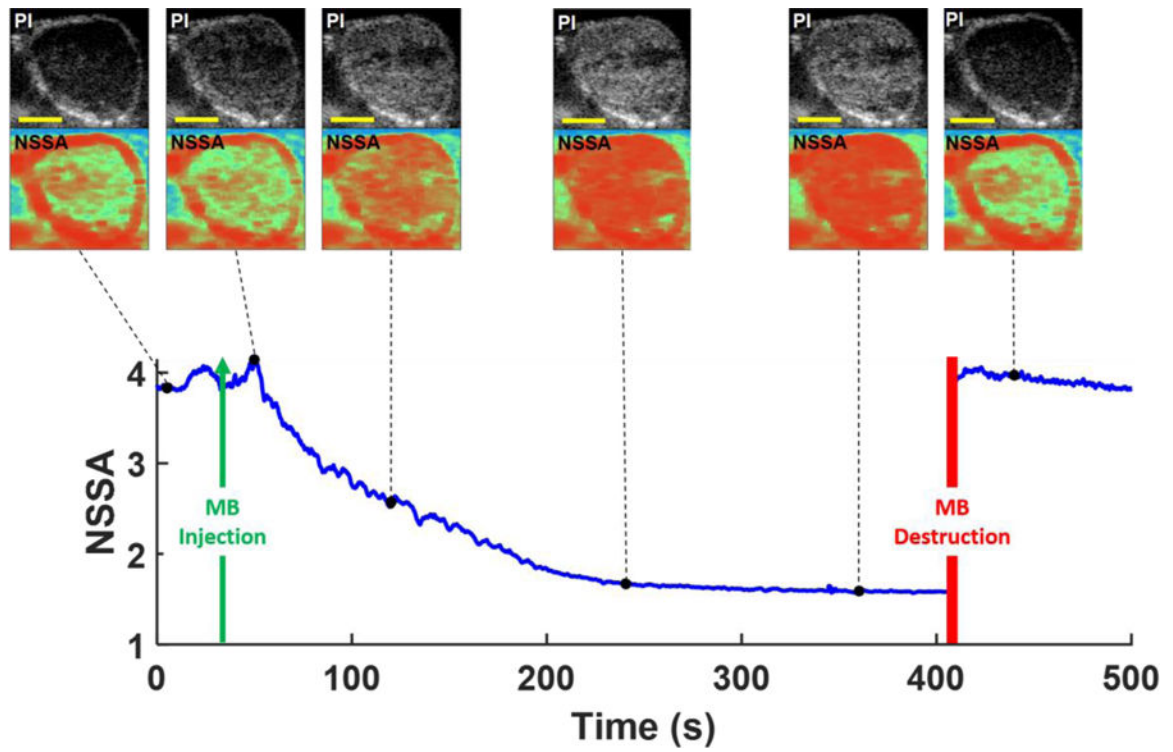 PI
PI
PI
PI
PI
PI
NSSA
NSSA
NSSA
NSSA
NSSA
NSSA
4
3
2
1
NSSA
MB
Injection
MB
Destruction
0
100
200
300
400
500
Time (s)